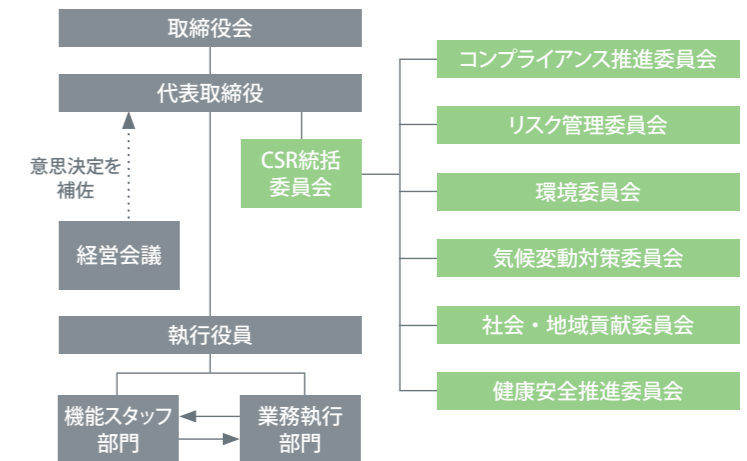 取締役会
代表取締役
意思決定を
補佐
経営会議
CSR統括
委員会
執行役員
機能スタッフ
部門
業務執行
部門
コンプライアンス推進委員会
リスク管理委員会
環境委員会
気候変動対策委員会
社会・地域貢献委員会
健康安全推進委員会